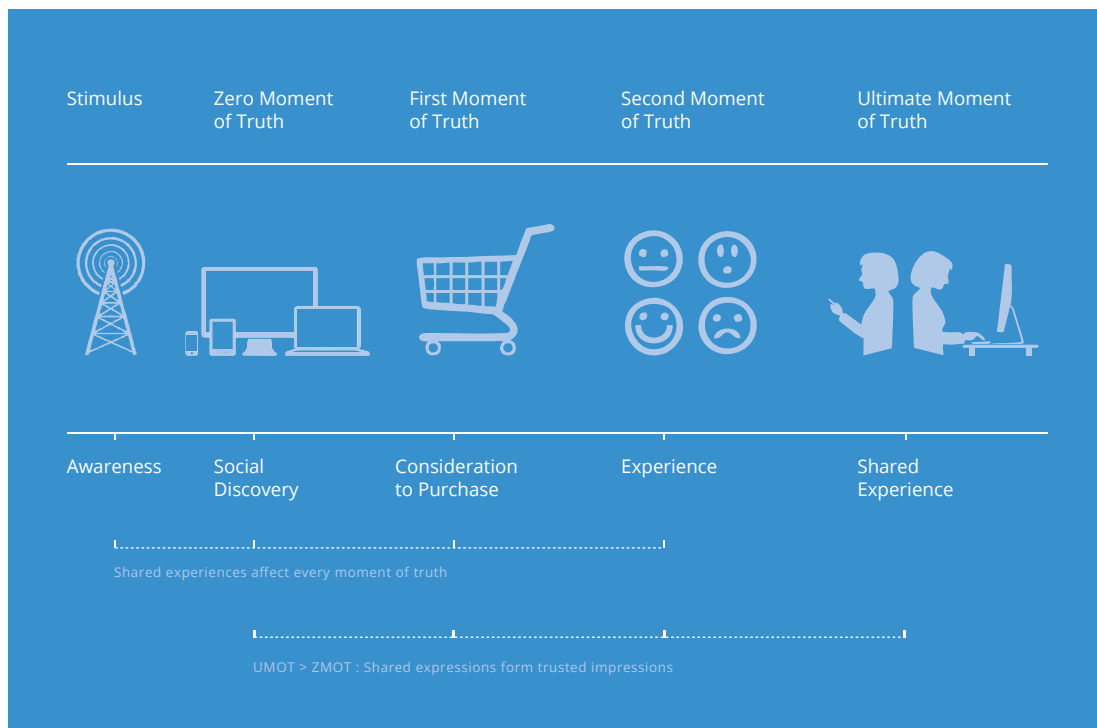 Stimulus
Zero Moment
of Truth
First Moment
of Truth
Second Moment
of Truth
Ultimate Moment
of Truth
Awareness
Social
Discovery
Consideration
to Purchase
Experience
Shared
Experience
Shared experiences affect every moment of truth
UMOT > ZMOT : Shared expressions form trusted impressions